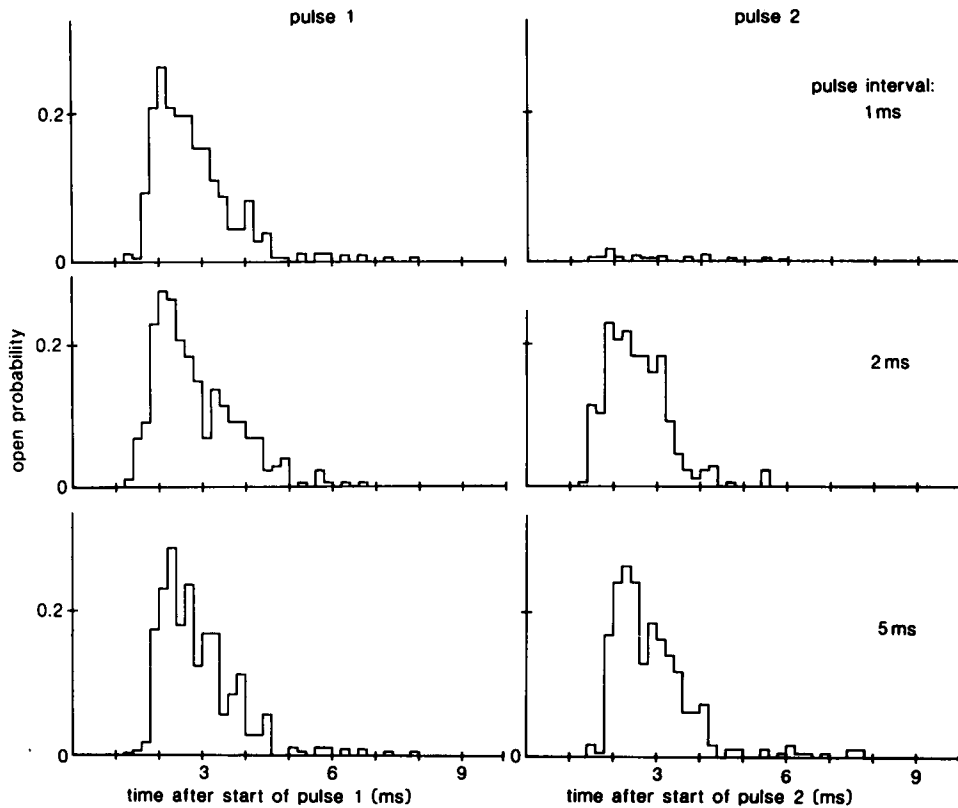 pulse 1
pulse 2
pulse interval:
1ms
0.2
0
open probability
0.2
0
2 ms
0.2
0
5 ms
0
3
6
9
3
6
9
time after start of pulse 1 (ms)
time after start of pulse 2 (ms)